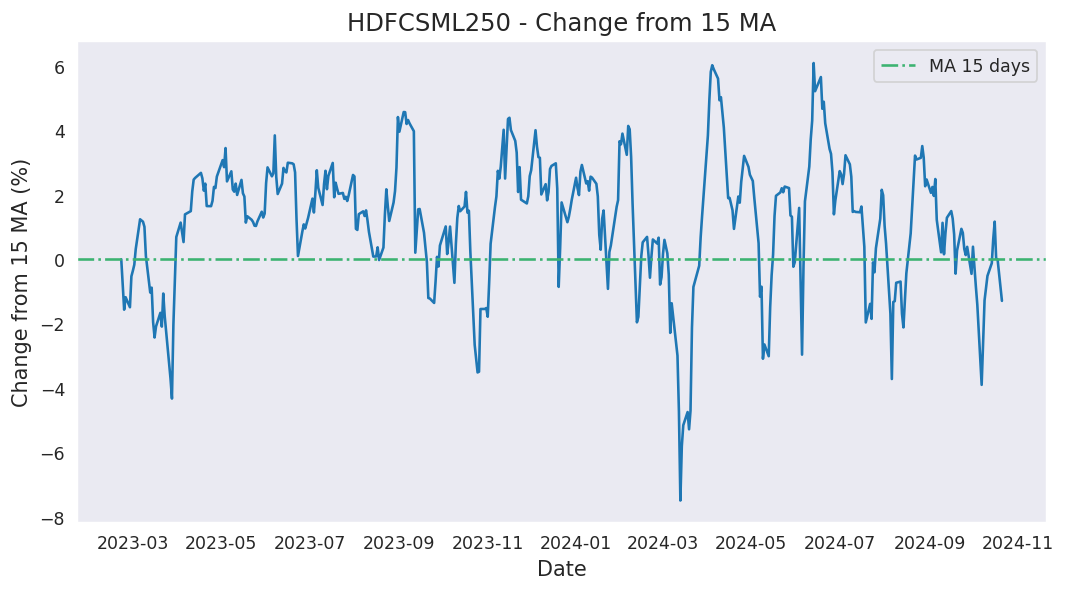 HDFCSML250 - Change from 15 MA
MA 15 days
Change from 15 MA (%)
6
4
2
0
−2
−4
−6
−8
2023-03 2023-05 2023-07 2023-09 2023-11 2024-01 2024-03 2024-05 2024-07 2024-09 2024-11
Date